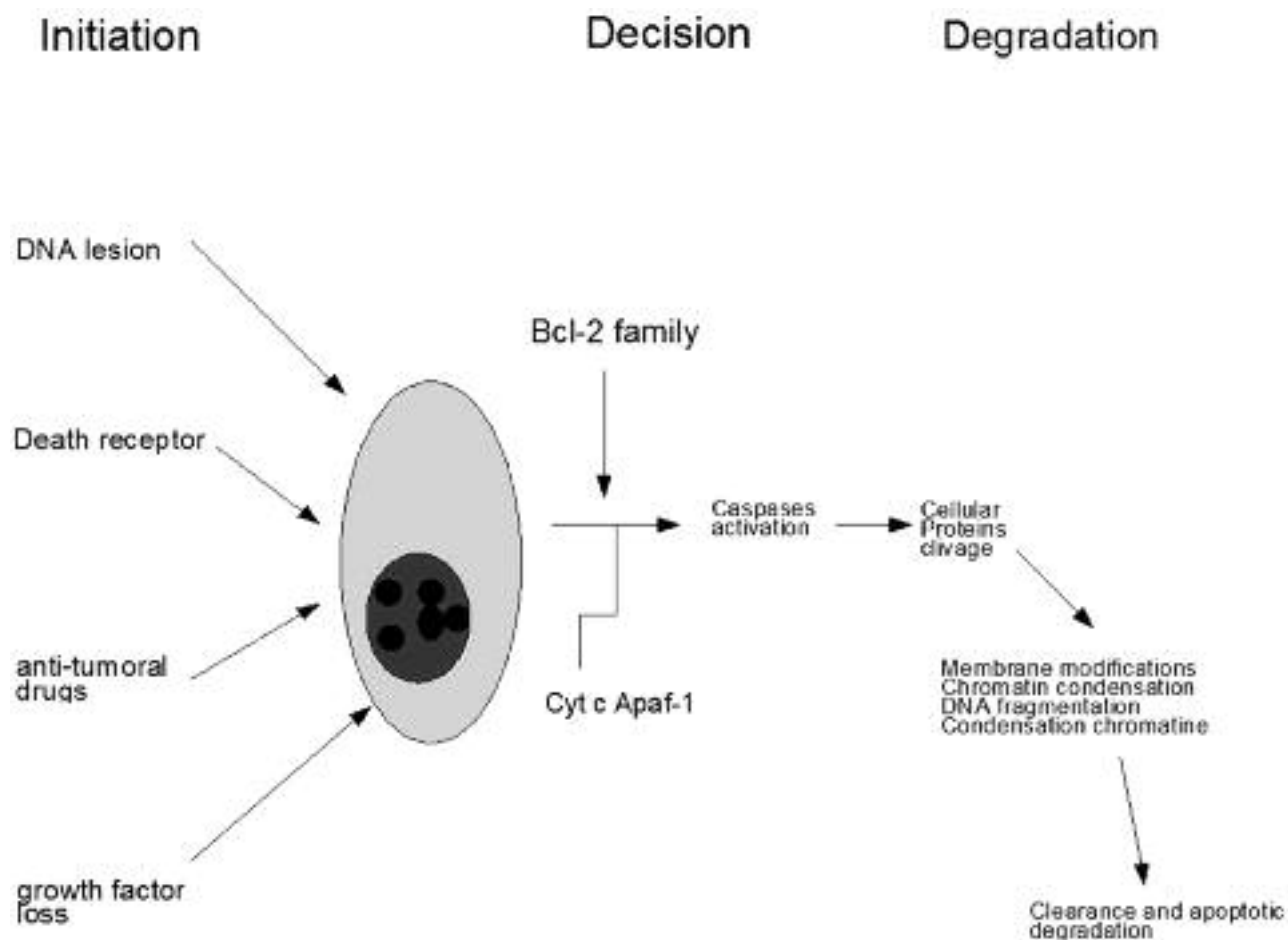 Initiation
Decision
Degradation
DNA lesion
Death receptor
anti-tumoral
drugs
growth factor
loss
Bcl-2 family
Cyt c Apaf-1
Caspases
activation
Cellular
Proteins
clivage
Membrane modifications
Chromatin condensation
DNA fragmentation
Condensation chromatine
Clearance and apoptotic
degradation